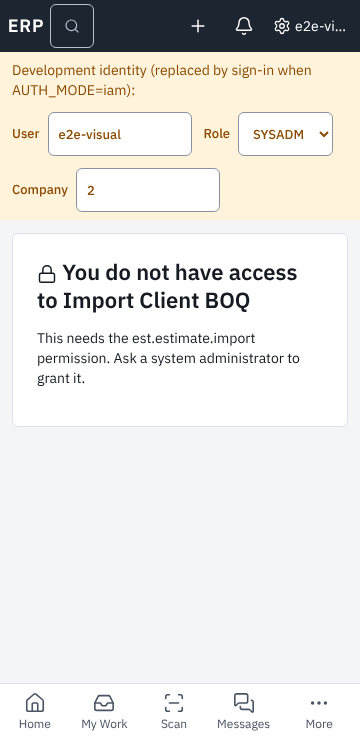 ERP
e2e-vi...
Development identity (replaced by sign-in when
AUTH_MODE=iam):
User
e2e-visual
Role
SYSADM
Company
2
You do not have access
to Import Client BOQ
This needs the est.estimate.import
permission. Ask a system administrator to
grant it.
Home
My Work
Scan
Messages
More